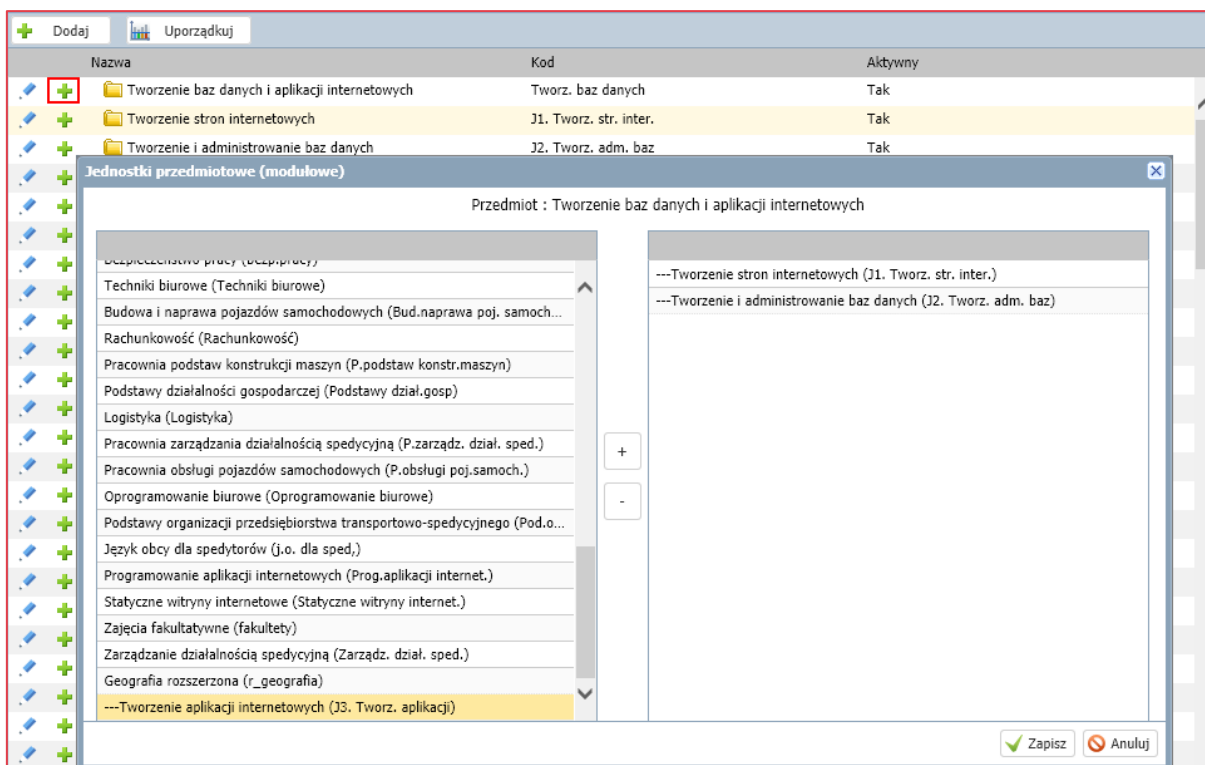 Dodaj Uporządkuj
Nazwa Kod Aktywny
Tworzenie baz danych i aplikacji internetowych Tworz. baz danych Tak
Tworzenie stron internetowych J1. Tworz. str. inter. Tak
Tworzenie i administrowanie baz danych J2. Tworz. adm. baz Tak
Jednostki przedmiotowe (modułowe)
Przedmiot : Tworzenie baz danych i aplikacji internetowych
Bezpieczeństwo pracy (Bezp.pracy)
Techniki biurowe (Techniki biurowe)
Budowa i naprawa pojazdów samochodowych (Bud.naprawa poj. samoch...
Rachunkowość (Rachunkowość)
Pracownia podstaw konstrukcji maszyn (P.podstaw konstr.maszyn)
Podstawy działalności gospodarczej (Podstawy dział.gosp)
Logistyka (Logistyka)
Pracownia zarządzania działalnością spedycyjną (P.zarządz. dział. sped.)
Pracownia obsługi pojazdów samochodowych (P.obsługi poj.samoch.)
Oprogramowanie biurowe (Oprogramowanie biurowe)
Podstawy organizacji przedsiębiorstwa transportowo-spedycyjnego (Pod.o...
Język obcy dla spedytorów (j.o. dla sped,)
Programowanie aplikacji internetowych (Prog.aplikacji internet.)
Statyczne witryny internetowe (Statyczne witryny internet.)
Zajęcia fakultatywne (fakultety)
Zarządzanie działalnością spedycyjną (Zarządz. dział. sped.)
Geografia rozszerzona (r_geografia)
---Tworzenie aplikacji internetowych (J3. Tworz. aplikacji)
+
-
---Tworzenie stron internetowych (J1. Tworz. str. inter.)
---Tworzenie i administrowanie baz danych (J2. Tworz. adm. baz)
Zapisz Anuluj